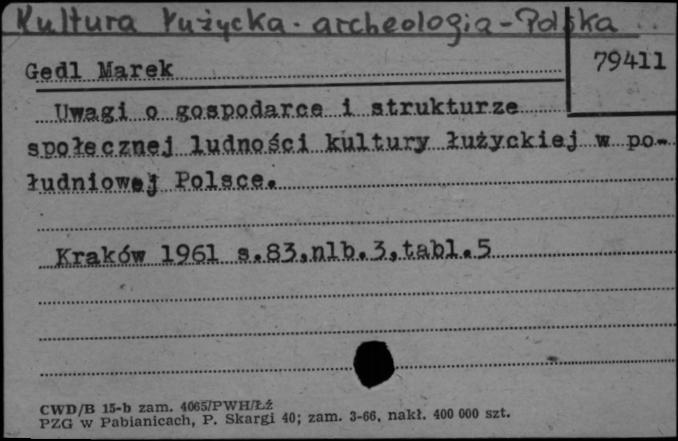 Kultura łużycka - archeologia - Polska
Gedl Marek
79411
Uwagi o gospodarce i strukturze
społecznej ludności kultury łużyckiej w po-
łudniowej Polsce.
Kraków 1961 s.83,nlb.3,tabl.5
CWD/B 15-b zam. 4065/PWH/Łź
PZG w Pabianicach, P. Skargi 40; zam. 3-66, nakł. 400 000 szt.